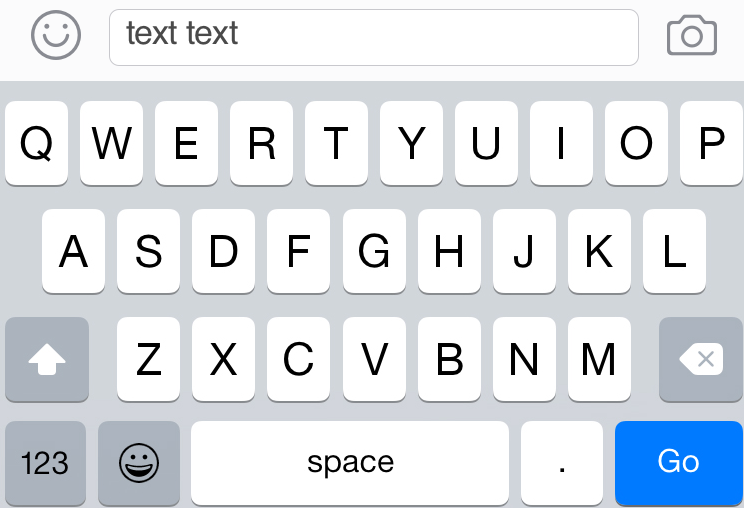 text text
Q W E R T Y U I O P
A S D F G H J K L
Z X C V B N M
123 space . Go